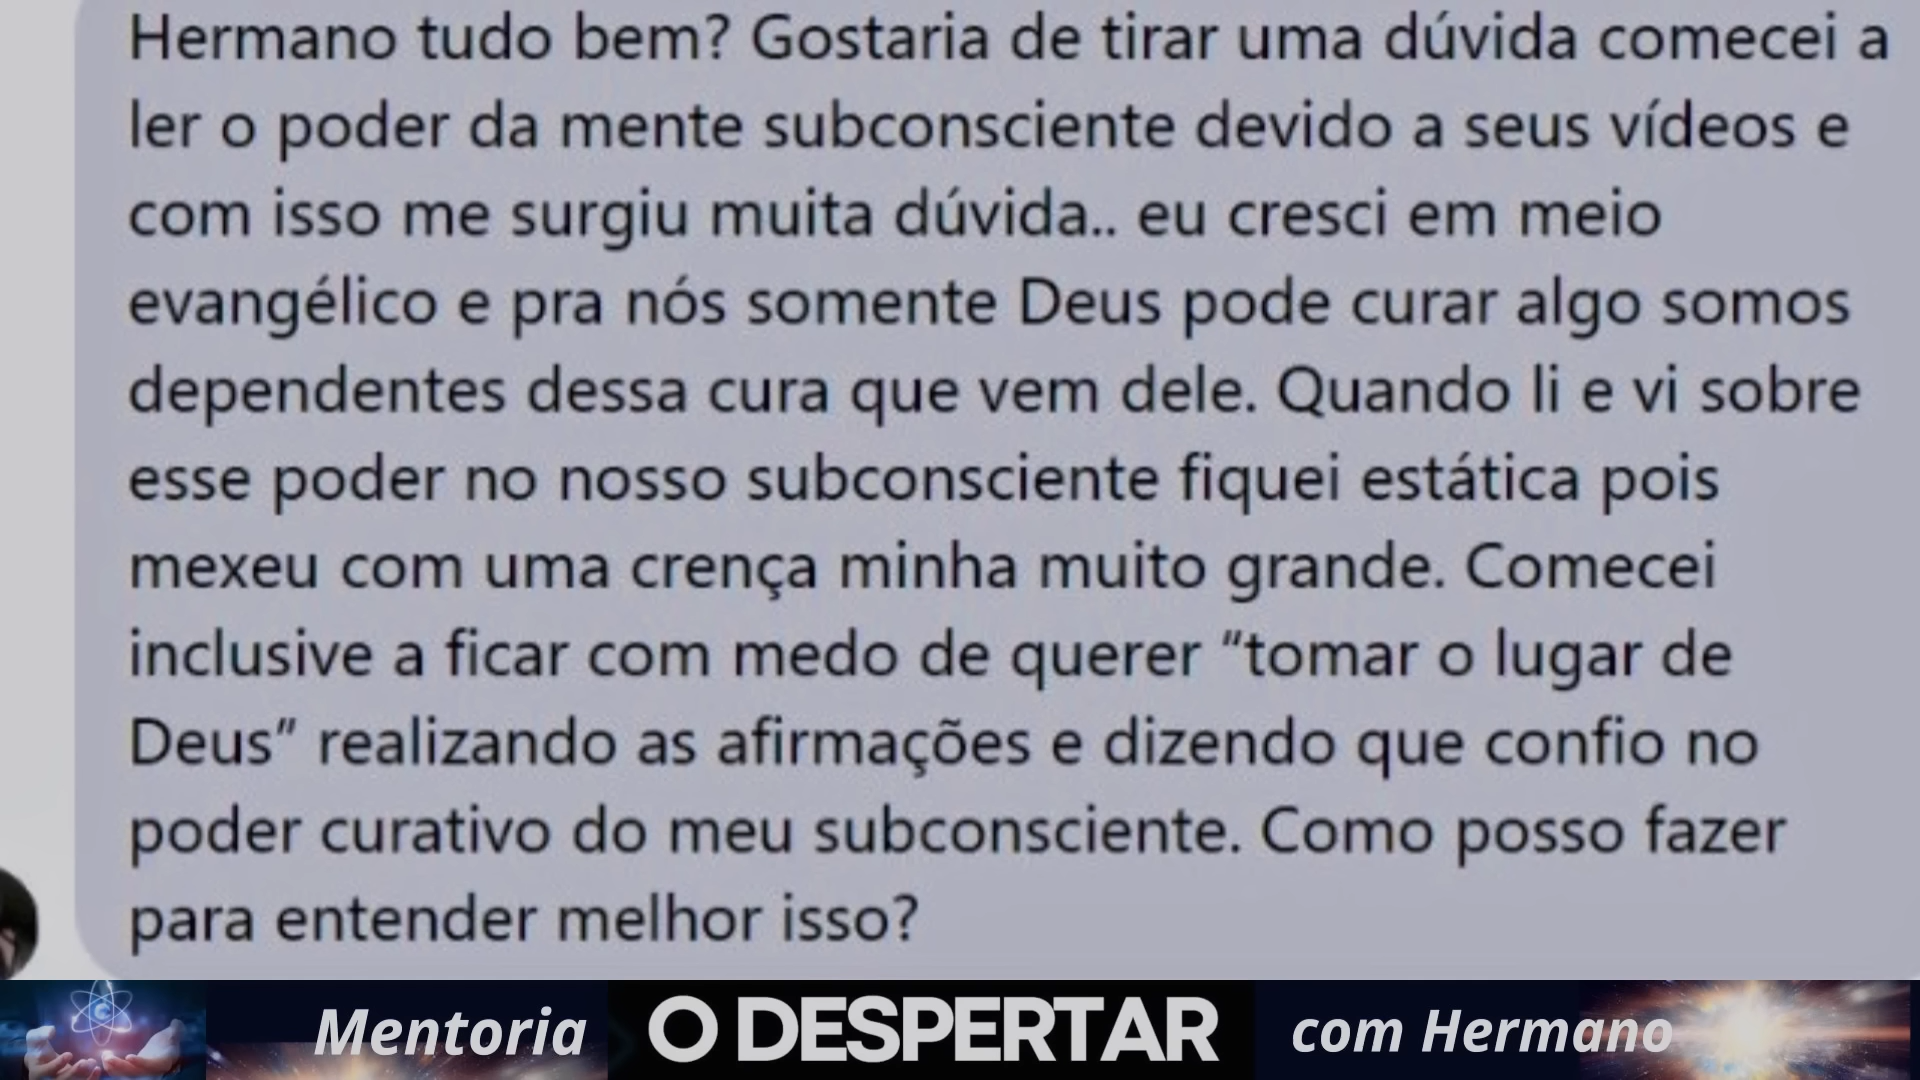 Hermano tudo bem? Gostaria de tirar uma dúvida comecei a
ler o poder da mente subconsciente devido a seus vídeos e
com isso me surgiu muita dúvida.. eu cresci em meio
evangélico e pra nós somente Deus pode curar algo somos
dependentes dessa cura que vem dele. Quando li e vi sobre
esse poder no nosso subconsciente fiquei estática pois
mexeu com uma crença minha muito grande. Comecei
inclusive a ficar com medo de querer "tomar o lugar de
Deus" realizando as afirmações e dizendo que confio no
poder curativo do meu subconsciente. Como posso fazer
para entender melhor isso?
Mentoria O DESPERTAR com Hermano